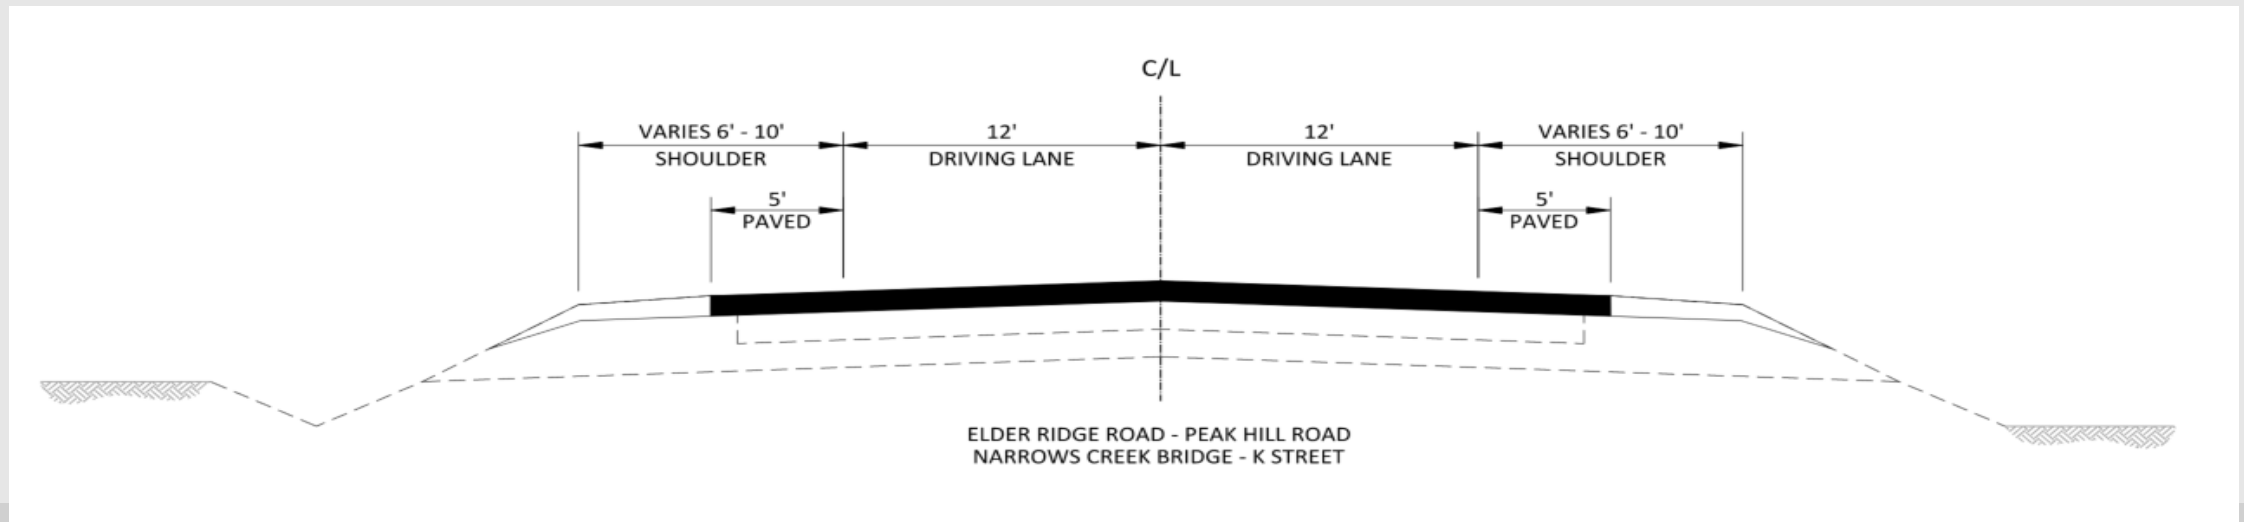 C/L
VARIES 6' - 10'
SHOULDER
12'
DRIVING LANE
12'
DRIVING LANE
VARIES 6' - 10'
SHOULDER
5'
PAVED
5'
PAVED
ELDER RIDGE ROAD - PEAK HILL ROAD
NARROWS CREEK BRIDGE - K STREET